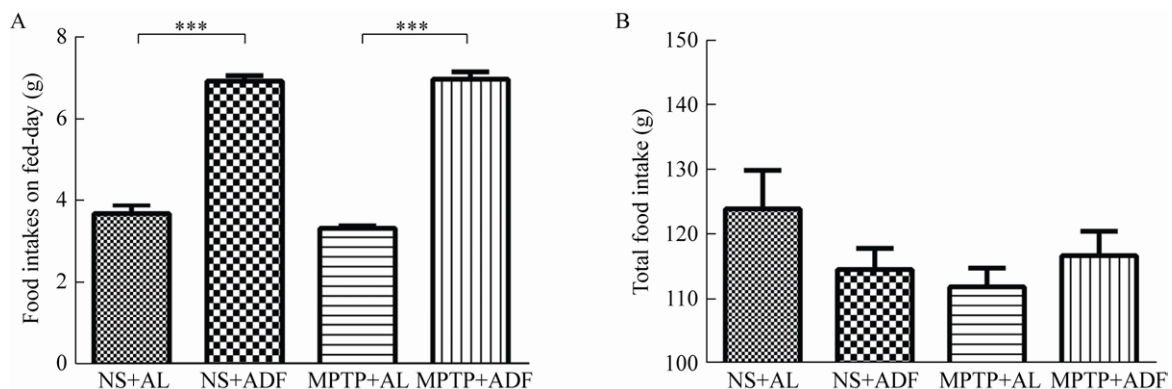 A
Food intakes on fed-day (g)
8
6
4
2
0
***
***
NS+AL
NS+ADF
MPTP+AL
MPTP+ADF
B
Total food intake (g)
150
140
130
120
110
100
NS+AL
NS+ADF
MPTP+AL
MPTP+ADF